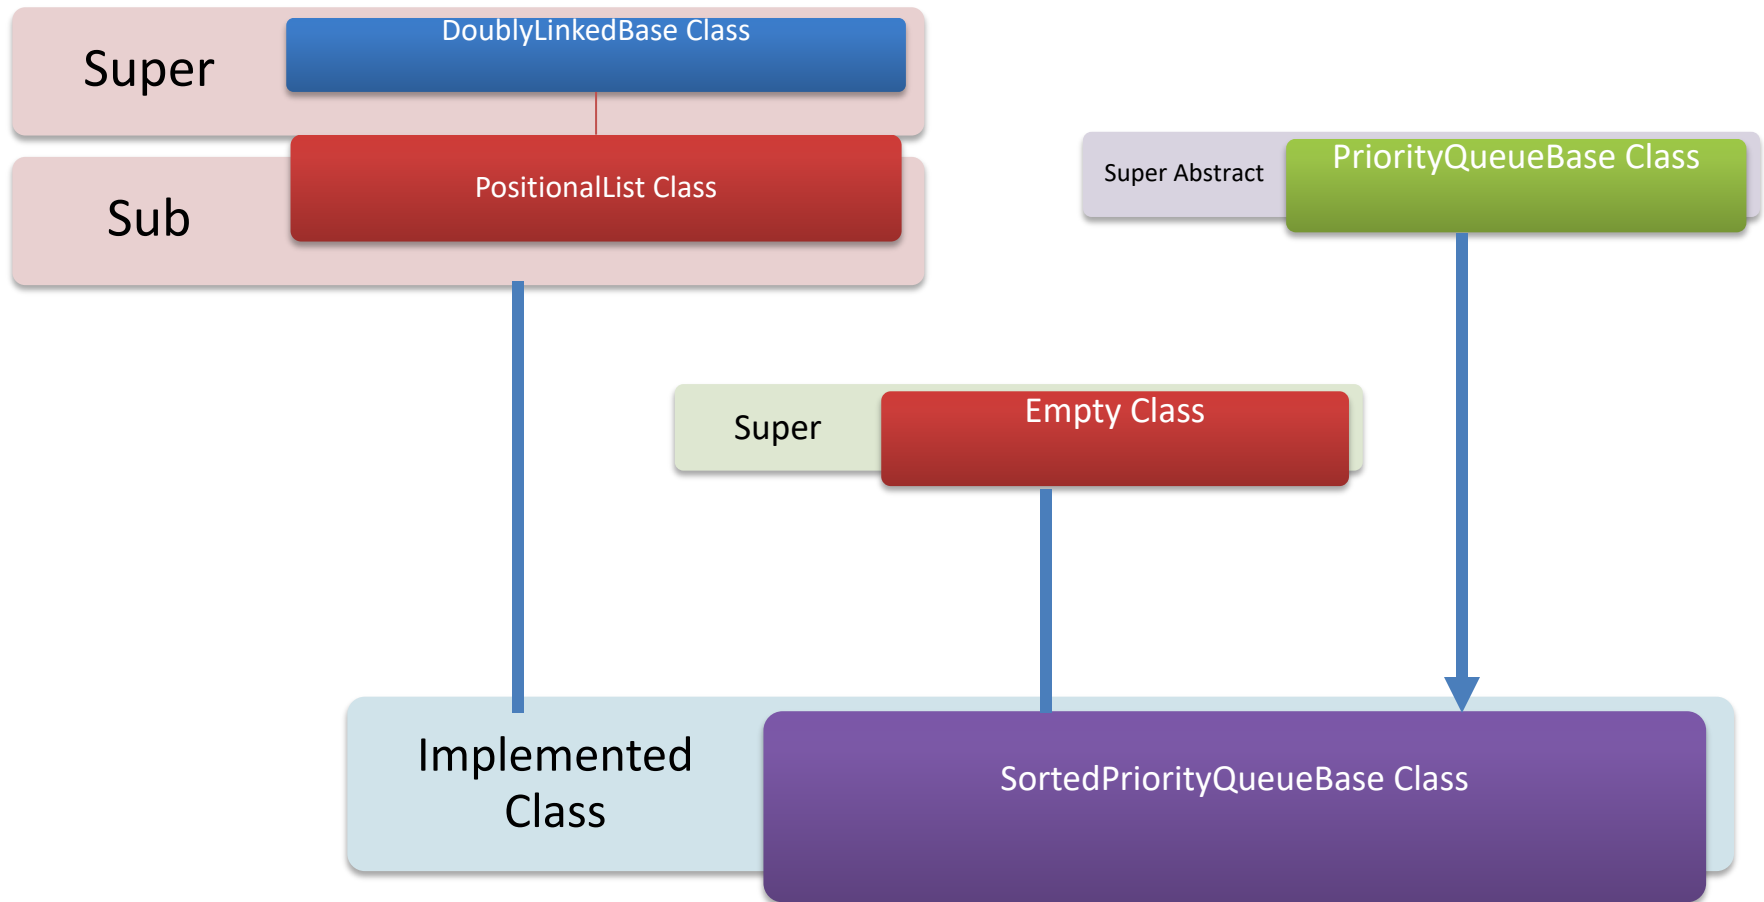 DoublyLinkedBase Class
Super
PositionalList Class
Sub
PriorityQueueBase Class
Super Abstract
Empty Class
Super
Implemented
Class
SortedPriorityQueueBase Class